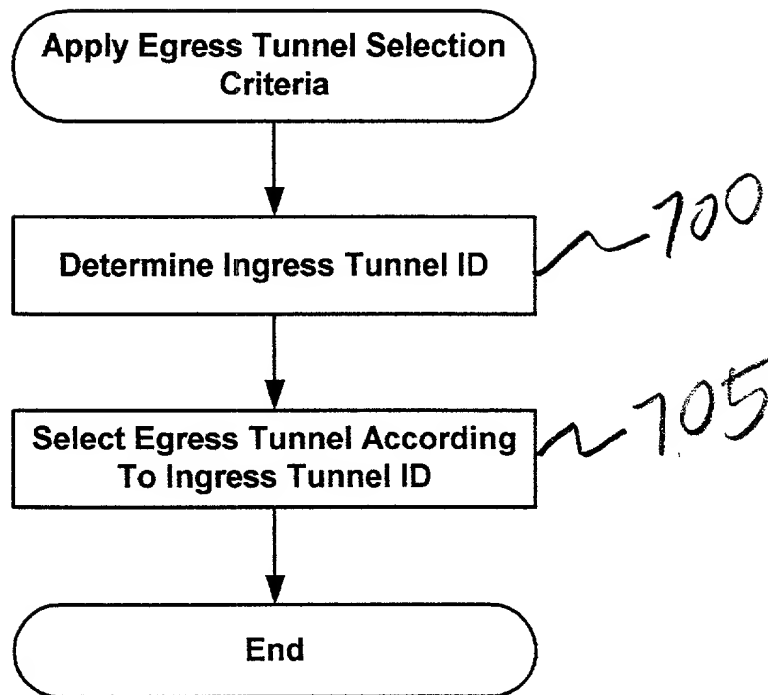 Apply Egress Tunnel Selection
Criteria
Determine Ingress Tunnel ID
700
Select Egress Tunnel According
To Ingress Tunnel ID
705
End